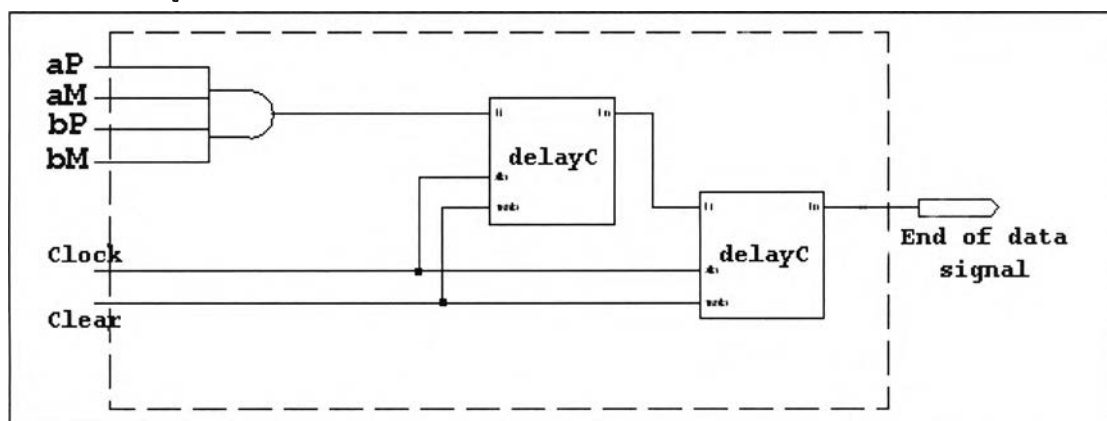 aP
aM
bP
bM
Clock
Clear
delayC
delayC
End of data
signal